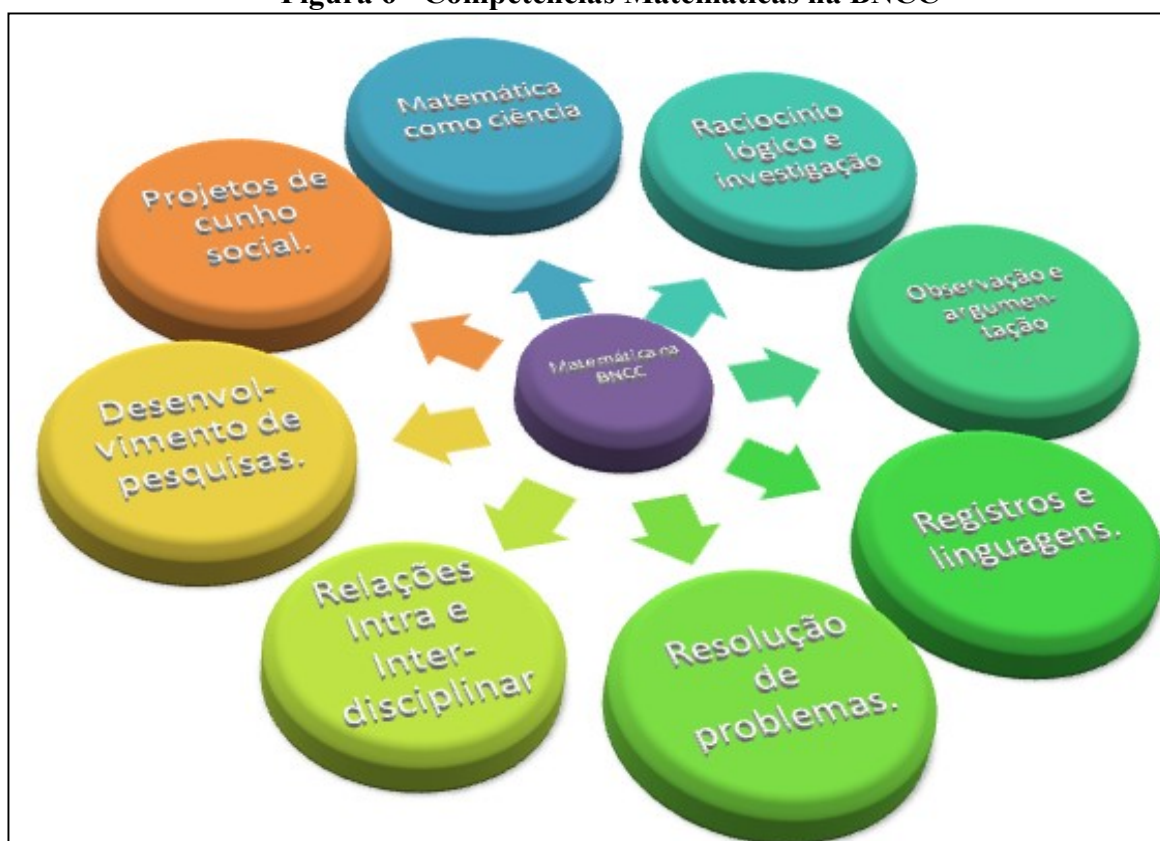 Figura 6 - Competências Matemáticas na BNCC
Matemática
como ciência
Raciocinio
lógico e
investigação
Observação e
argumen-
tação
Registros e
linguagens.
Resolução
de
problemas.
Relações
Intra e
Inter-
disciplinar
Desenvol-
vimento de
pesquisas.
Projetos de
cunho
social.
Matemática na
BNCC